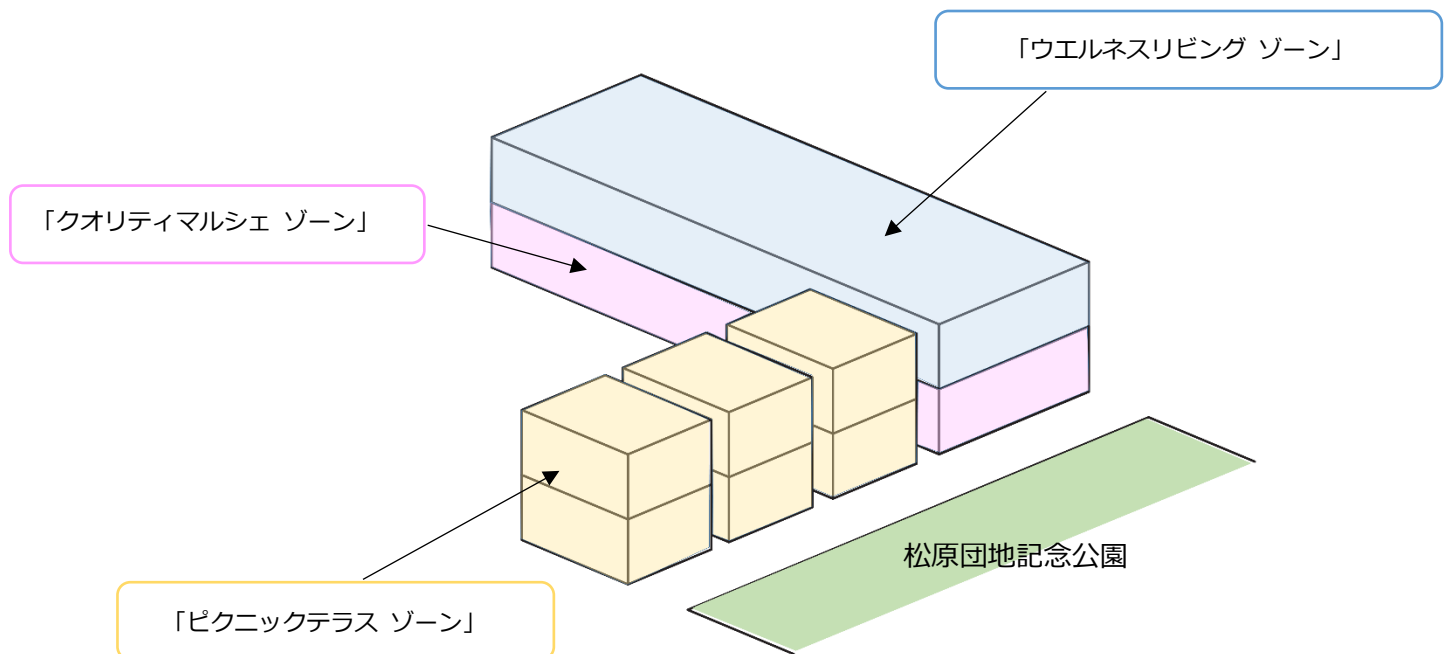 「ウエルネスリビング ゾーン」
「クオリティマルシェ ゾーン」
松原団地記念公園
「ピクニックテラス ゾーン」